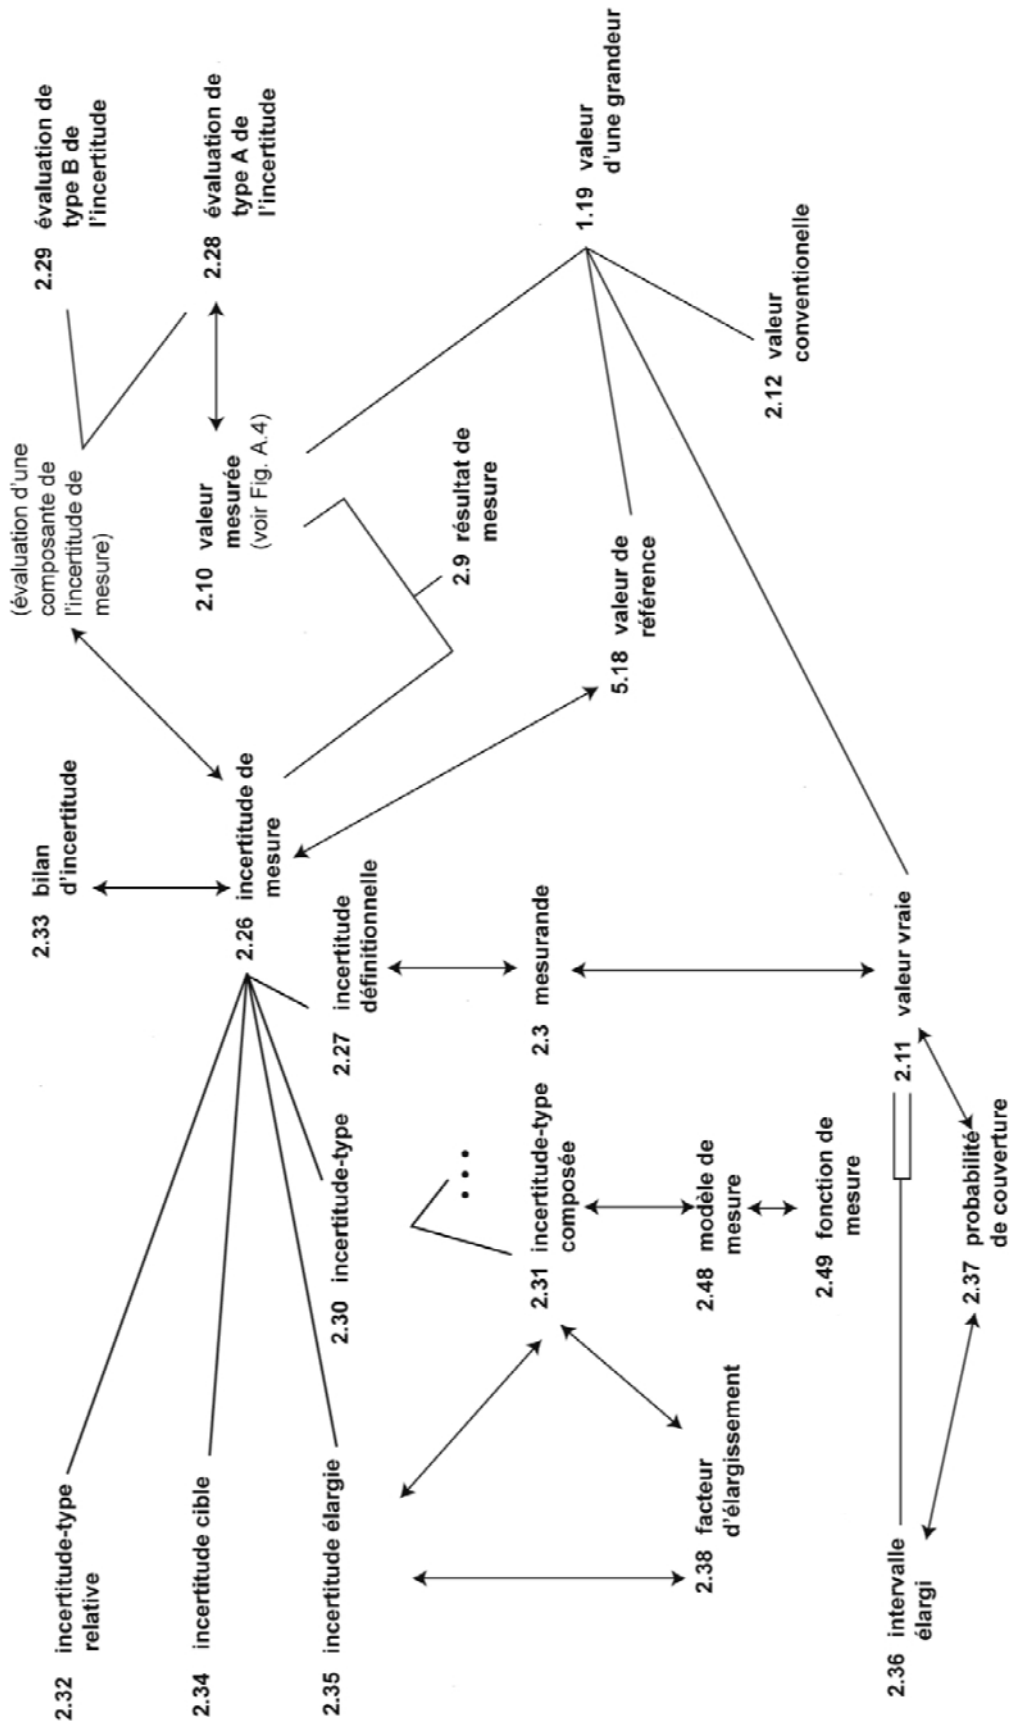 2.32 incertitude-type
relative
2.34 incertitude cible
2.35 incertitude élargie
2.33 bilan
d'incertitude
2.26 incertitude de
mesure
(évaluation d'une
composante de
l'incertitude de
mesure)
2.29 évaluation de
type B de
l'incertitude
2.28 évaluation de
type A de
l'incertitude
2.10 valeur
mesurée
(voir Fig. A.4)
2.9 résultat de
mesure
2.27 incertitude
définitionnelle
2.30 incertitude-type
...
2.31 incertitude-type
composée
2.3 mesurande
5.18 valeur de
référence
1.19 valeur
d'une grandeur
2.12 valeur
conventionelle
2.38 facteur
d'élargissement
2.48 modèle de
mesure
2.49 fonction de
mesure
2.11 valeur vraie
2.36 intervalle
élargi
2.37 probabilité
de couverture